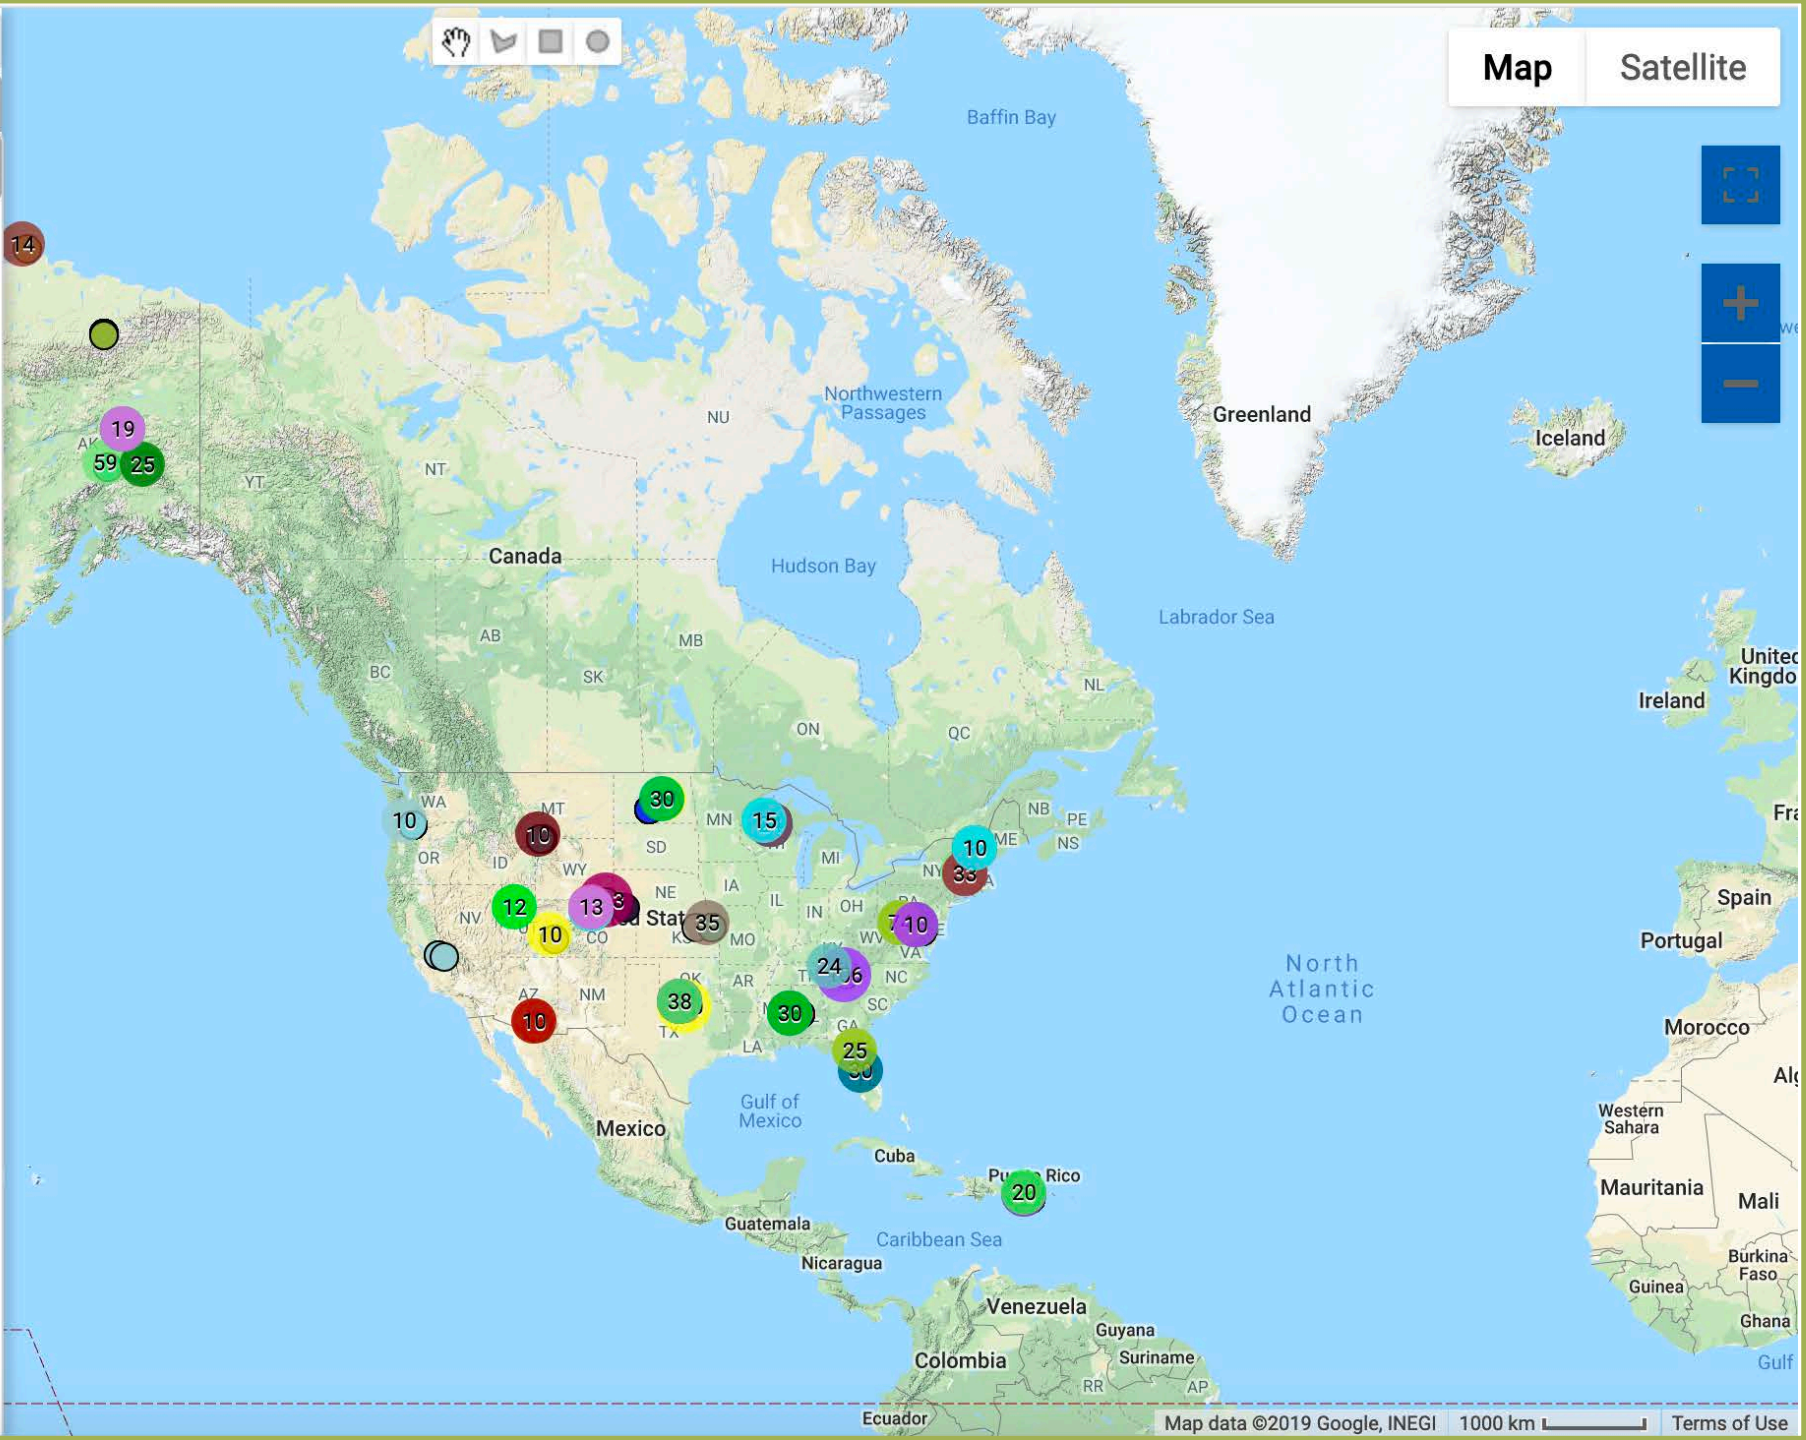 Map
Satellite
Baffin Bay
14
Northwestern
Passages
NU
Greenland
Iceland
19
59
25
NT
YT
Canada
Hudson Bay
Labrador Sea
AB
MB
BC
SK
NL
Ireland
ON
QC
WA
MT
30
MN
15
NB
PE
10
10
10
ME
NS
SD
OR
ID
WY
MI
NY
33
NE
IA
IL
IN
OH
NV
12
13
35
10
CO
MO
WV
10
VA
Spain
Portugal
24
NC
AR
AZ
NM
38
30
SC
GA
10
TX
LA
25
North
Atlantic
Ocean
Morocco
Gulf of
Mexico
Mexico
Cuba
Western
Sahara
Rico
20
Mauritania
Mali
Guatemala
Caribbean Sea
Nicaragua
Burkina
Faso
Guinea
Ghana
Venezuela
Guyana
Colombia
Suriname
RR
AP
Gulf
Ecuador
Map data ©2019 Google, INEGI
1000 km
Terms of Use